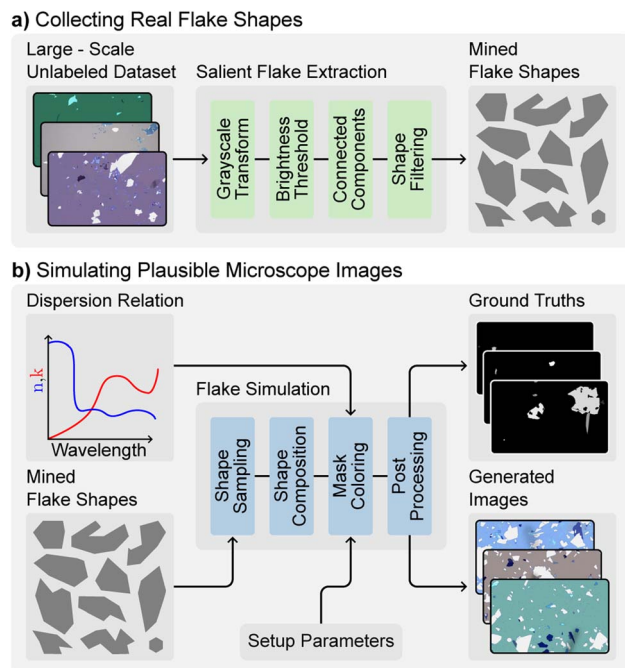 a) Collecting Real Flake Shapes
Large - Scale
Unlabeled Dataset
Salient Flake Extraction
Grayscale
Transform
Brightness
Threshold
Connected
Components
Shape
Filtering
Mined
Flake Shapes
b) Simulating Plausible Microscope Images
Dispersion Relation
n,k
Wavelength
Mined
Flake Shapes
Flake Simulation
Shape
Sampling
Shape
Composition
Mask
Coloring
Post
Processing
Setup Parameters
Ground Truths
Generated
Images